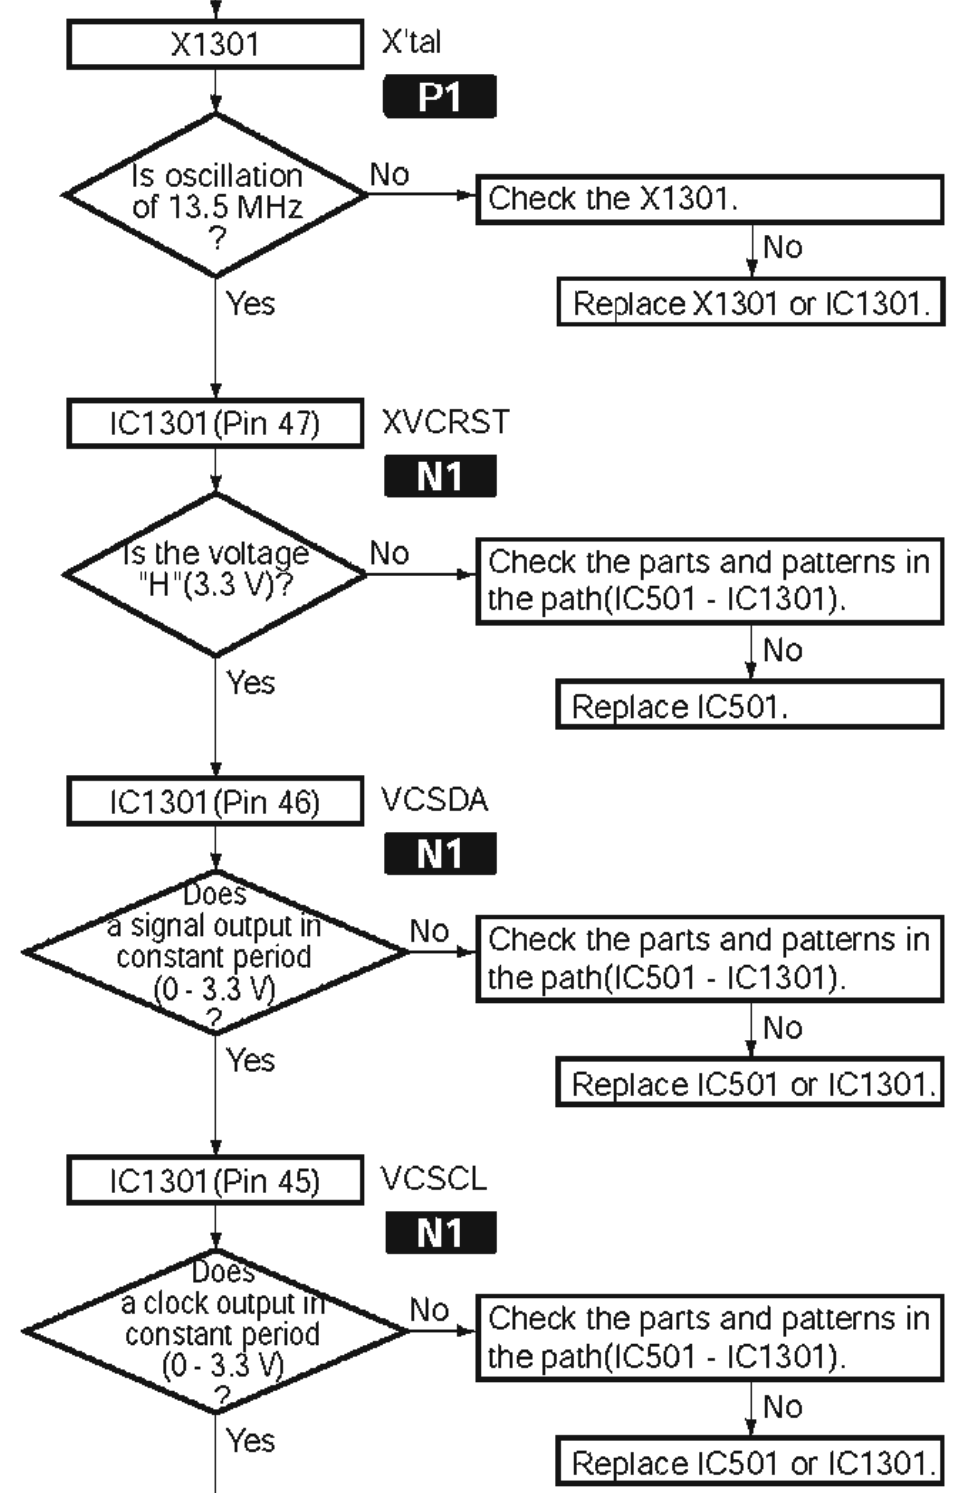 X1301
X'tal
P1
Is oscillation
of 13.5 MHz
?
No
Check the X1301.
No
Replace X1301 or IC1301.
Yes
IC1301(Pin 47)
XVCRST
N1
Is the voltage
"H"(3.3 V)?
No
Check the parts and patterns in
the path(IC501 - IC1301).
No
Replace IC501.
Yes
IC1301(Pin 46)
VCSDA
N1
Does
a signal output in
constant period
(0 - 3.3 V)
?
No
Check the parts and patterns in
the path(IC501 - IC1301).
No
Replace IC501 or IC1301.
Yes
IC1301(Pin 45)
VCSCL
N1
Does
a clock output in
constant period
(0 - 3.3 V)
?
No
Check the parts and patterns in
the path(IC501 - IC1301).
No
Replace IC501 or IC1301.
Yes